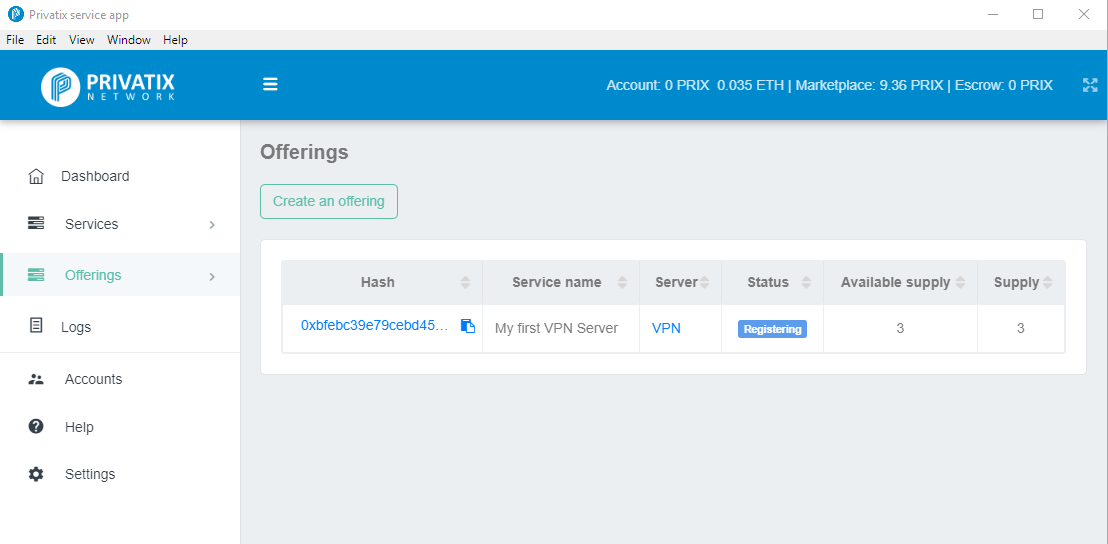 Privatix service app
File Edit View Window Help
PRIVATIX
NETWORK
Account: 0 PRIX 0.035 ETH | Marketplace: 9.36 PRIX | Escrow: 0 PRIX
Dashboard
Services
Offerings
Logs
Accounts
Help
Settings
Offerings
Create an offering
Hash Service name Server Status Available supply Supply
0xbfebc39e79cebd45... My first VPN Server VPN Registering 3 3